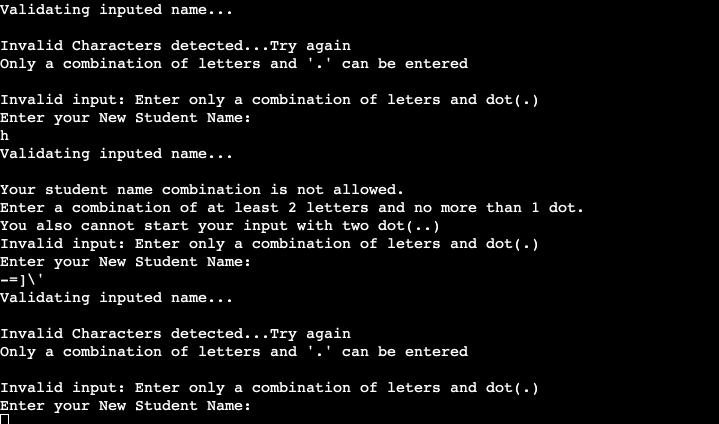 Validating inputed name...
Invalid Characters detected...Try again
Only a combination of letters and '.' can be entered
Invalid input: Enter only a combination of leters and dot(.)
Enter your New Student Name:
h
Validating inputed name...
Your student name combination is not allowed.
Enter a combination of at least 2 letters and no more than 1 dot.
You also cannot start your input with two dot(..)
Invalid input: Enter only a combination of leters and dot(.)
Enter your New Student Name:
-=]\'
Validating inputed name...
Invalid Characters detected...Try again
Only a combination of letters and '.' can be entered
Invalid input: Enter only a combination of leters and dot(.)
Enter your New Student Name: